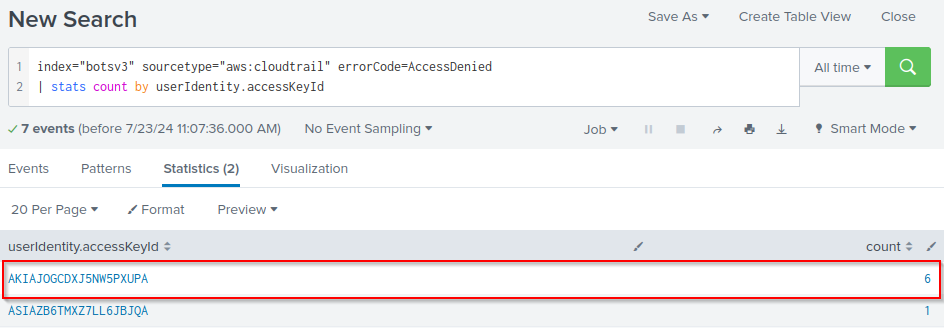 New Search
Save As ▾ Create Table View Close
1 index="botsv3" sourcetype="aws:cloudtrail" errorCode=AccessDenied
2 | stats count by userIdentity.accessKeyId
All time ▾
✓ 7 events (before 7/23/24 11:07:36.000 AM) No Event Sampling ▾ Job ▾ Smart Mode ▾
Events Patterns Statistics (2) Visualization
20 Per Page ▾ Format Preview ▾
userIdentity.accessKeyId count
AKIAJOGCDXJ5NW5PXUPA 6
ASIAZB6TMXZ7LL6JBJQA 1